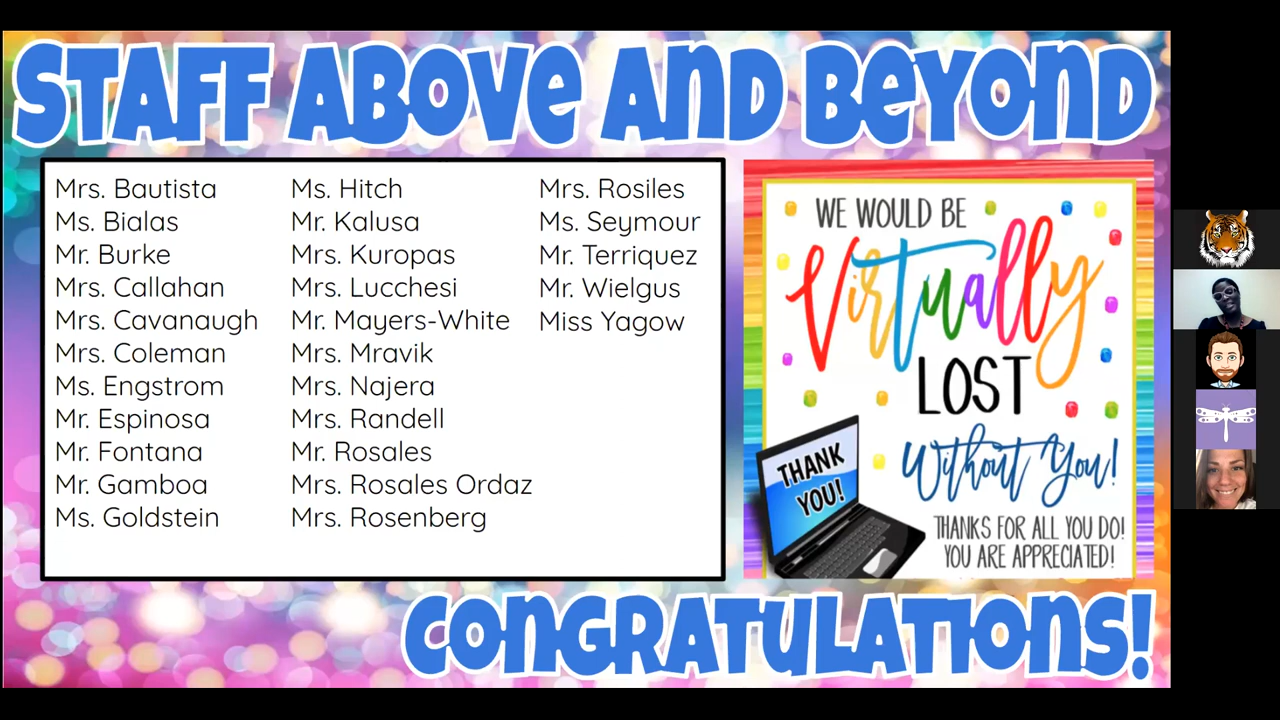 STAFF ABOVE AND BEYOND
Mrs. Bautista
Ms. Bialas
Mr. Burke
Mrs. Callahan
Mrs. Cavanaugh
Mrs. Coleman
Ms. Engstrom
Mr. Espinosa
Mr. Fontana
Mr. Gamboa
Ms. Goldstein
Ms. Hitch
Mr. Kalusa
Mrs. Kuropas
Mrs. Lucchesi
Mr. Mayers-White
Mrs. Mravik
Mrs. Najera
Mrs. Randell
Mr. Rosales
Mrs. Rosales Ordaz
Mrs. Rosenberg
Mrs. Rosiles
Ms. Seymour
Mr. Terriquez
Mr. Wielgus
Miss Yagow
WE WOULD BE
Virtually
LOST
Without You!
THANK
YOU!
THANKS FOR ALL YOU DO!
YOU ARE APPRECIATED!
CONGRATULATIONS!